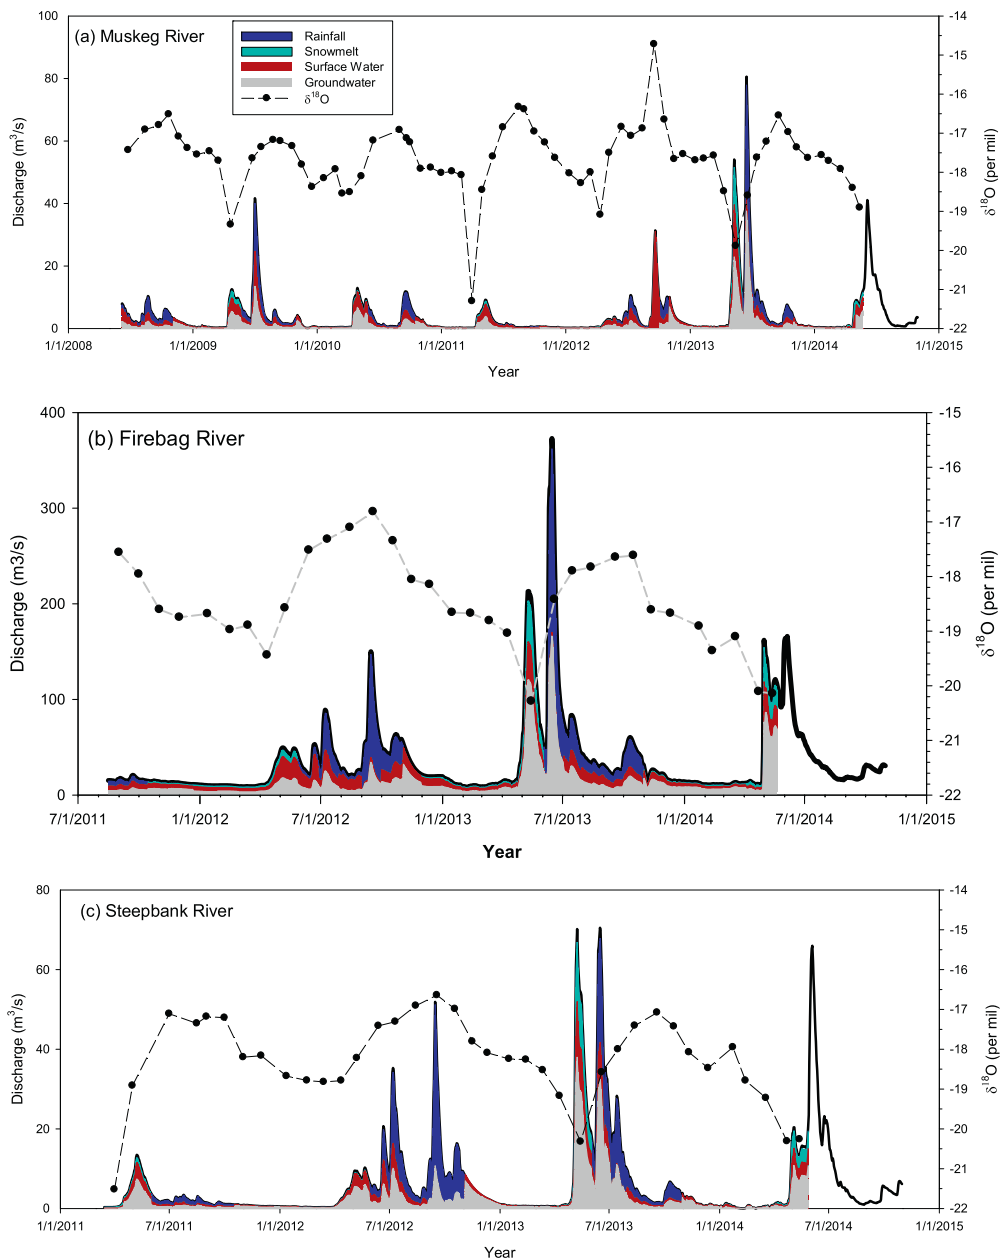 (a) Muskeg River
Rainfall
Snowmelt
Surface Water
Groundwater
δ18O
100
80
60
40
20
0
Discharge (m3/s)
-14
-15
-16
-17
-18
-19
-20
-21
-22
δ18O (per mil)
1/1/2008 1/1/2009 1/1/2010 1/1/2011 1/1/2012 1/1/2013 1/1/2014 1/1/2015
Year
(b) Firebag River
400
300
200
100
0
Discharge (m3/s)
-15
-16
-17
-18
-19
-20
-21
-22
δ18O (per mil)
7/1/2011 1/1/2012 7/1/2012 1/1/2013 7/1/2013 1/1/2014 7/1/2014 1/1/2015
Year
(c) Steepbank River
80
60
40
20
0
Discharge (m3/s)
-14
-15
-16
-17
-18
-19
-20
-21
-22
δ18O (per mil)
1/1/2011 7/1/2011 1/1/2012 7/1/2012 1/1/2013 7/1/2013 1/1/2014 7/1/2014 1/1/2015
Year